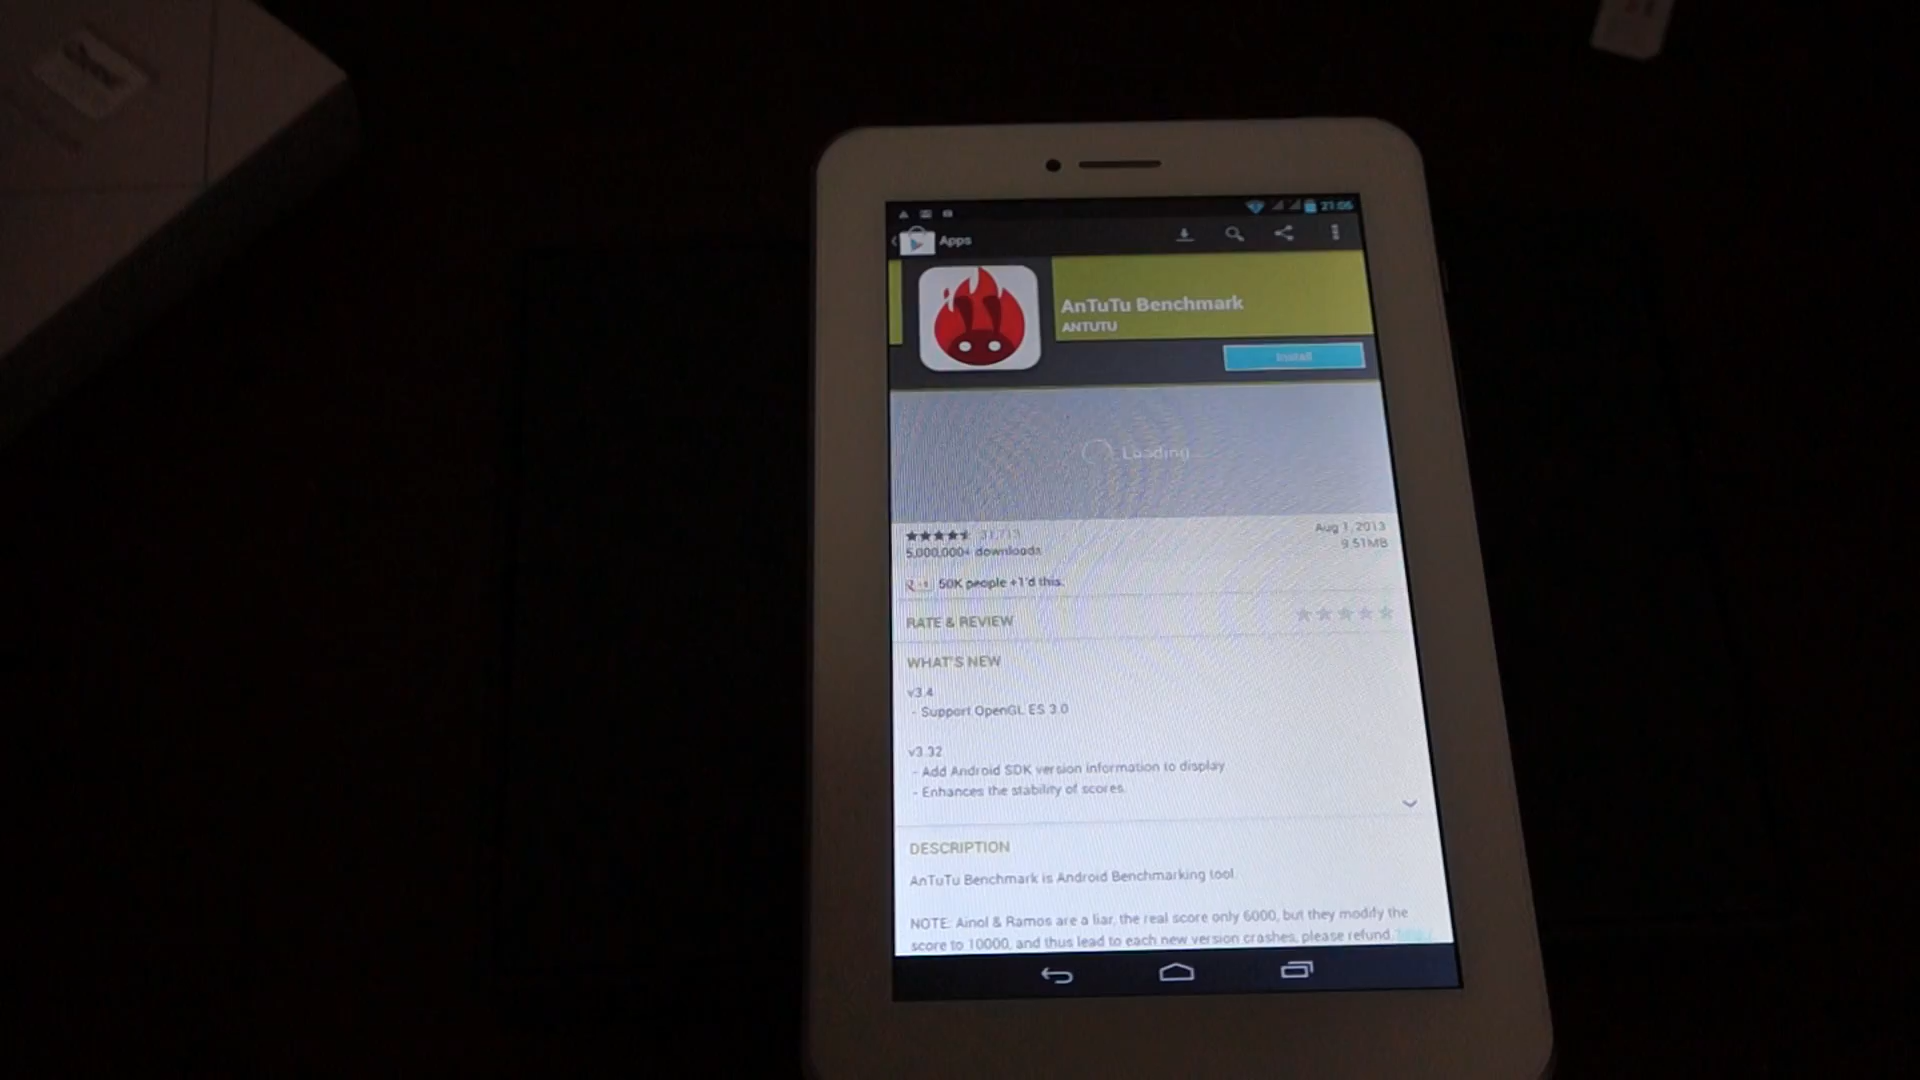 21:06
Apps
AnTuTu Benchmark
ANTUTU
Install
Loading
31,713
5,000,000+ downloads
Aug 1, 2013
9.51MB
50K people +1'd this.
RATE & REVIEW
WHAT'S NEW
v3.4
- Support OpenGL ES 3.0
v3.32
- Add Android SDK version information to display
- Enhances the stability of scores.
DESCRIPTION
AnTuTu Benchmark is Android Benchmarking tool
NOTE: Ainol & Ramos are a liar, the real score only 6000, but they modify the
score to 10000, and thus lead to each new version crashes, please refund.